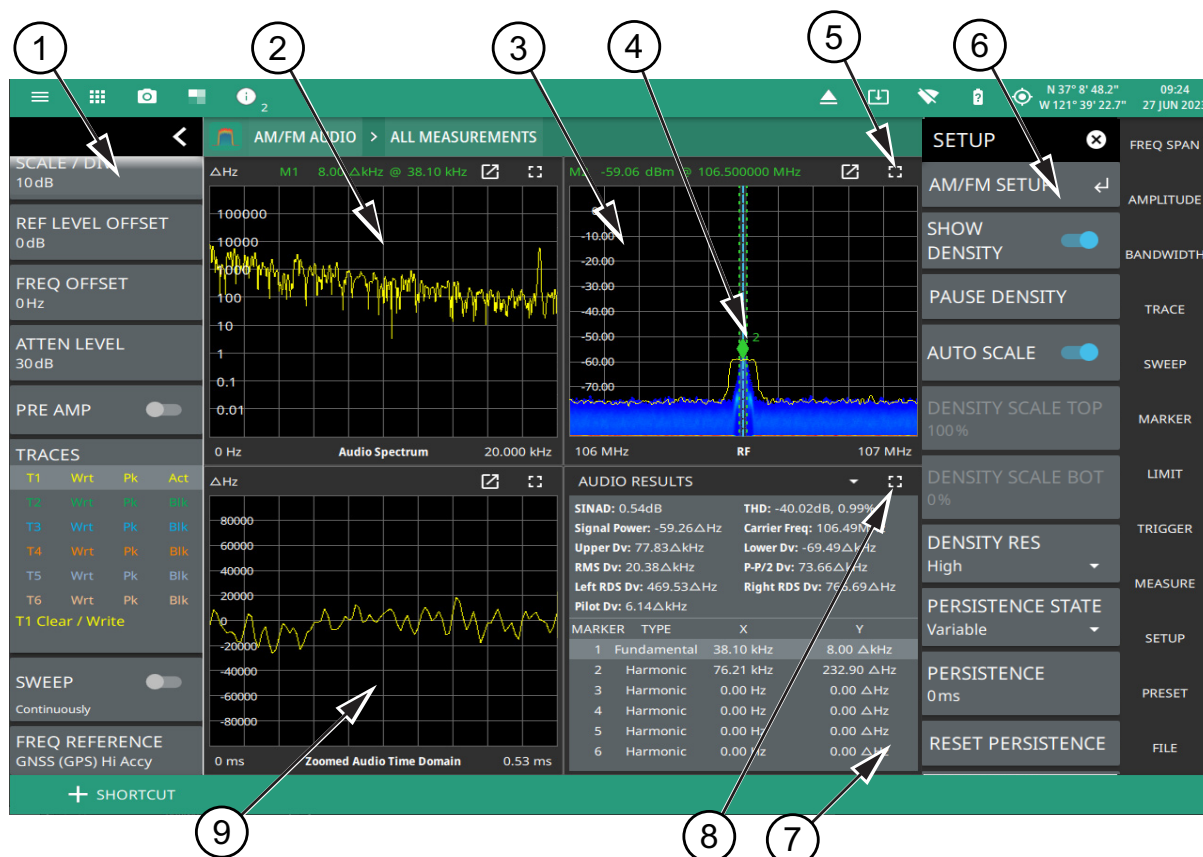 1 2 3 4 5 6
2
N 37° 8' 48.2" 09:24
W 121° 39' 22.7" 27 JUN 2023
AM/FM AUDIO > ALL MEASUREMENTS
SCALE / DIV
10 dB
REF LEVEL OFFSET
0 dB
FREQ OFFSET
0 Hz
ATTEN LEVEL
30 dB
PRE AMP
TRACES
T1 Wrt Pk Act
T2 Wrt Pk Blk
T3 Wrt Pk Blk
T4 Wrt Pk Blk
T5 Wrt Pk Blk
T6 Wrt Pk Blk
T1 Clear / Write
SWEEP
Continuously
FREQ REFERENCE
GNSS (GPS) Hi Accy
ΔHz M1 8.00 ΔkHz @ 38.10 kHz
100000
10000
1000
100
10
1
0.1
0.01
0 Hz Audio Spectrum 20.000 kHz
-59.06 dBm @ 106.500000 MHz
-10.00
-20.00
-30.00
-40.00
-50.00
-60.00
-70.00
2
106 MHz RF 107 MHz
ΔHz
80000
60000
40000
20000
0
-20000
-40000
-60000
-80000
0 ms Zoomed Audio Time Domain 0.53 ms
AUDIO RESULTS
SINAD: 0.54dB THD: -40.02dB, 0.99%
Signal Power: -59.26ΔHz Carrier Freq:
Upper Dv: 77.83ΔkHz Lower Dv: -69.49ΔkHz
RMS Dv: 20.38ΔkHz P-P/2 Dv: 73.66ΔkHz
Left RDS Dv: 469.53ΔHz Right RDS Dv:
Pilot Dv: 6.14ΔkHz
MARKER TYPE X Y
1 Fundamental 38.10 kHz 8.00 ΔkHz
2 Harmonic 76.21 kHz 232.90 ΔHz
3 Harmonic 0.00 Hz 0.00 ΔHz
4 Harmonic 0.00 Hz 0.00 ΔHz
5 Harmonic 0.00 Hz 0.00 ΔHz
6 Harmonic 0.00 Hz 0.00 ΔHz
SETUP
AM/FM SETUP
SHOW
DENSITY
PAUSE DENSITY
AUTO SCALE
DENSITY SCALE TOP
100 %
DENSITY SCALE BOT
0 %
DENSITY RES
High
PERSISTENCE STATE
Variable
PERSISTENCE
0 ms
RESET PERSISTENCE
FREQ SPAN
AMPLITUDE
BANDWIDTH
TRACE
SWEEP
MARKER
LIMIT
TRIGGER
MEASURE
SETUP
PRESET
FILE
+ SHORTCUT
9 8 7